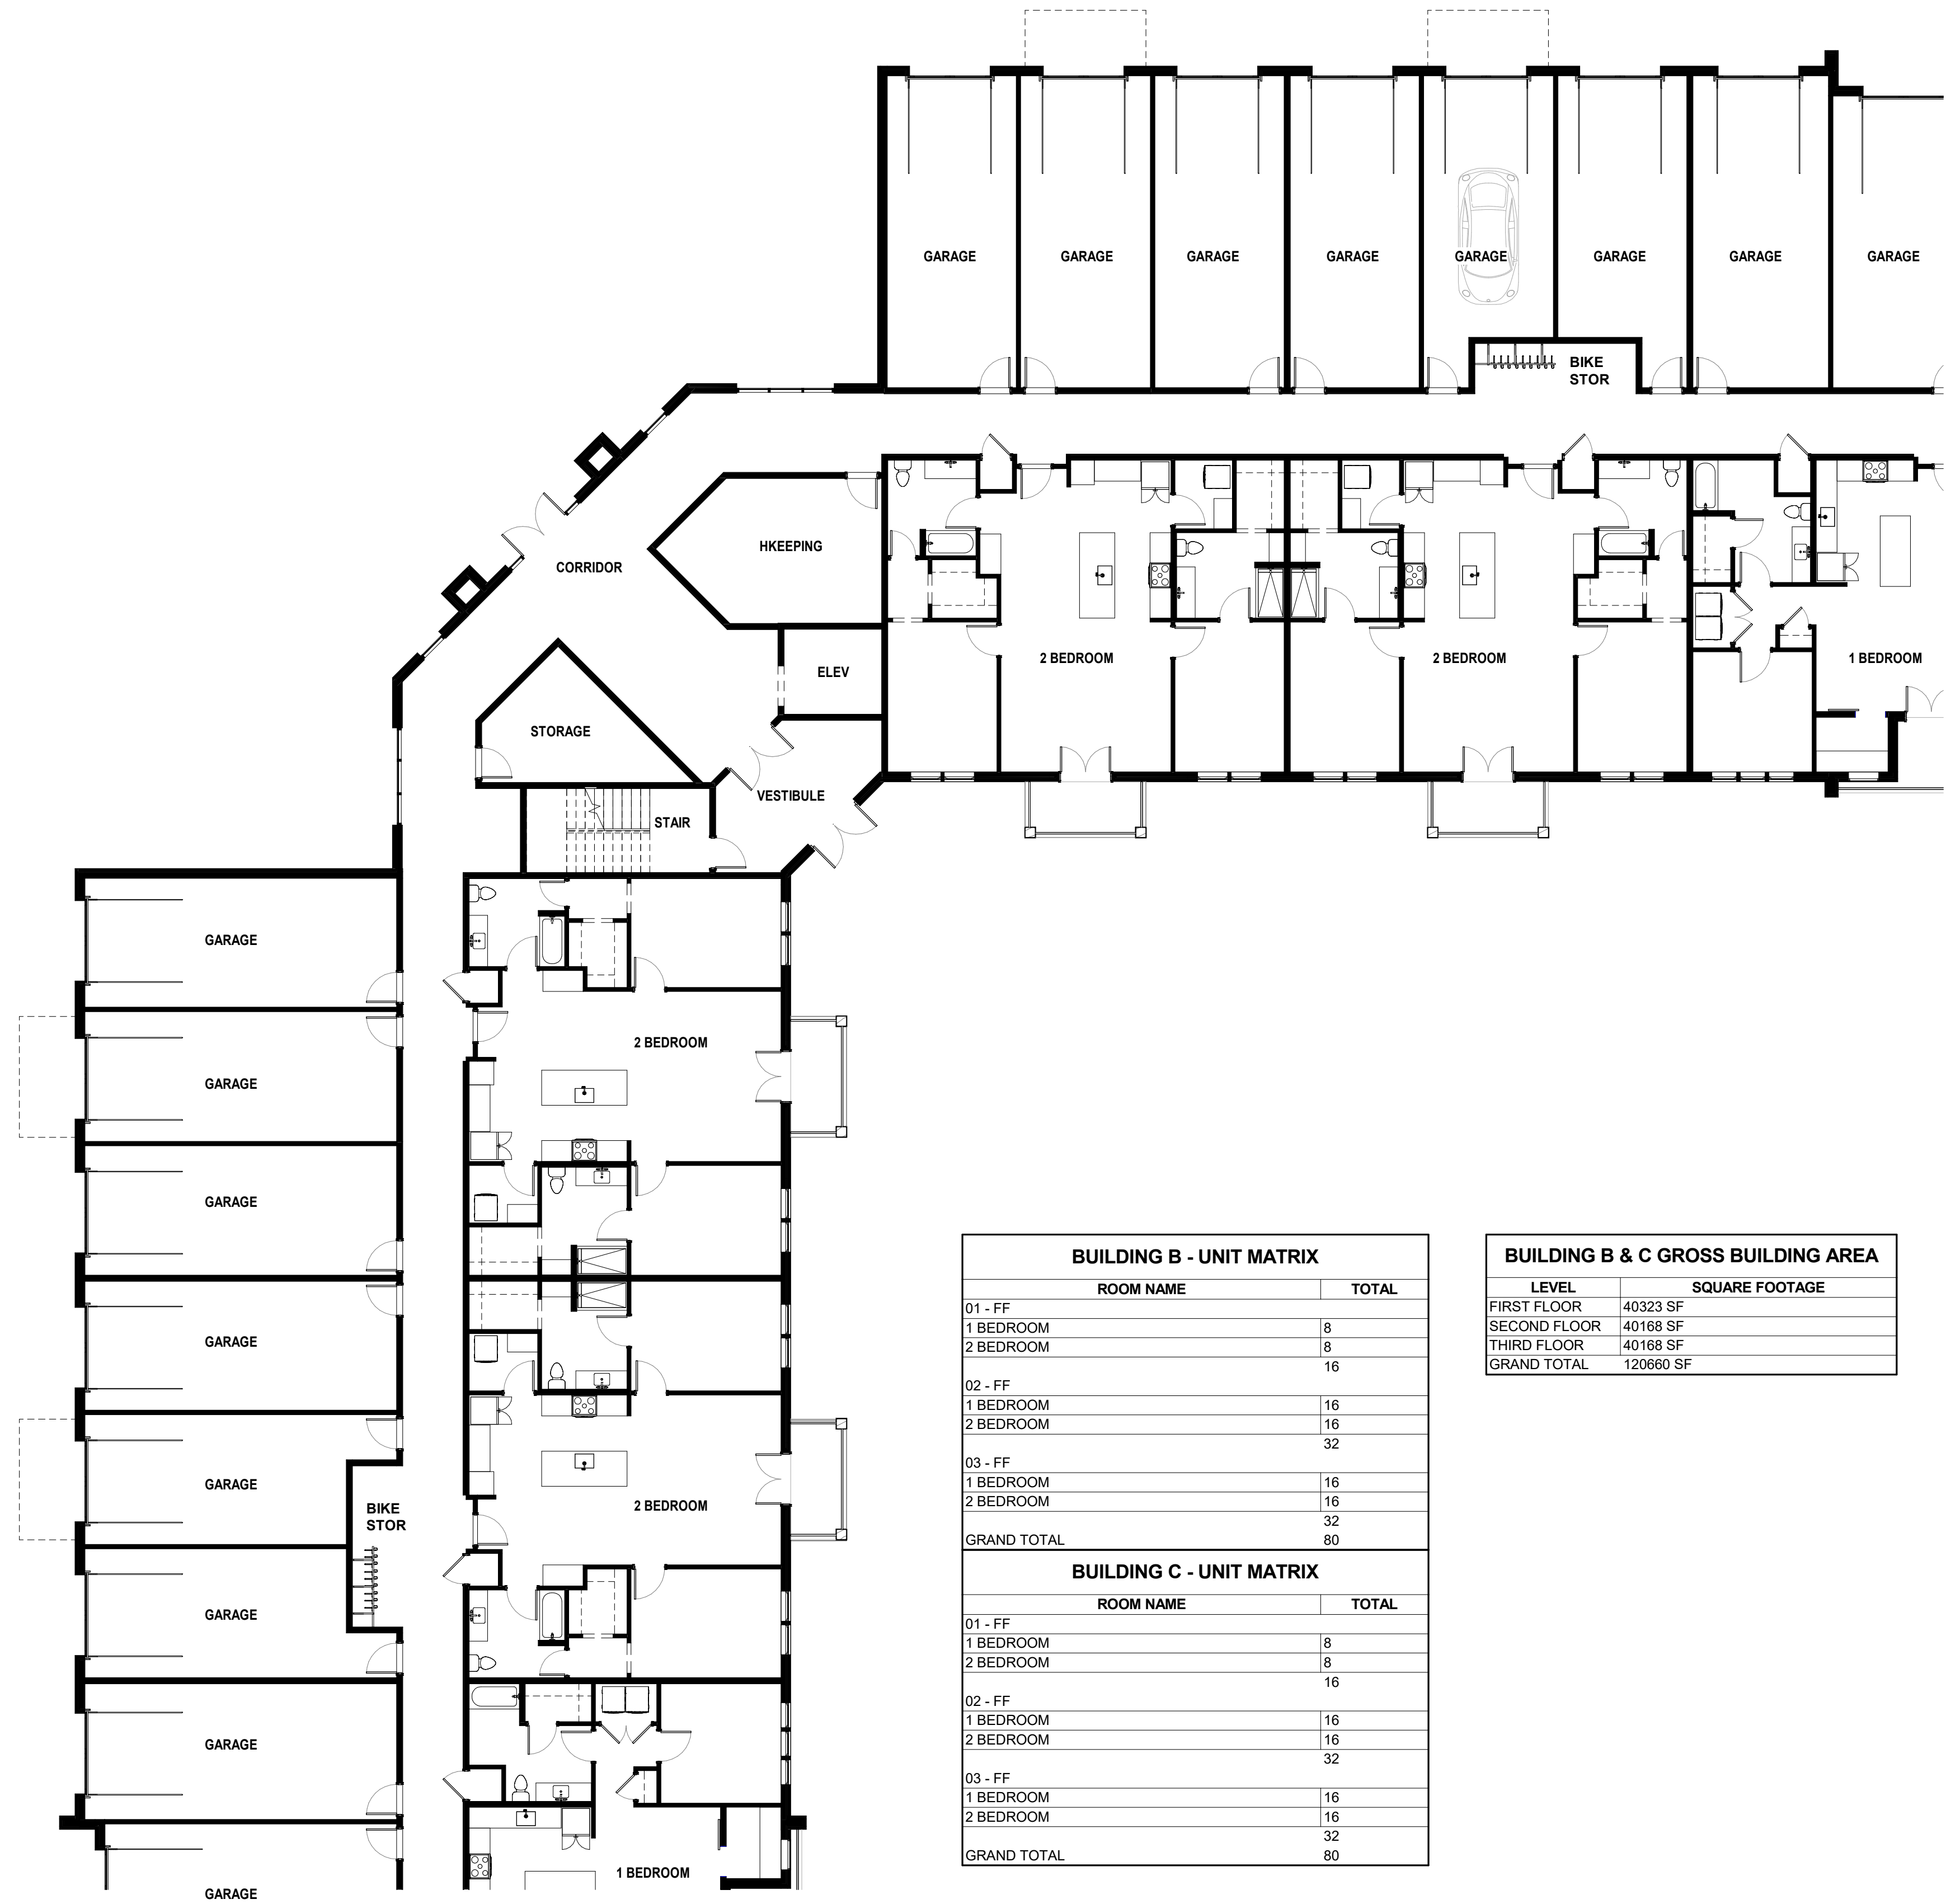 GARAGE GARAGE GARAGE GARAGE GARAGE GARAGE GARAGE GARAGE
BIKE
STOR
HKEEPING
CORRIDOR
ELEV
2 BEDROOM 2 BEDROOM 1 BEDROOM
STORAGE
VESTIBULE
STAIR
GARAGE
2 BEDROOM
GARAGE
GARAGE
GARAGE
GARAGE
BIKE
STOR
2 BEDROOM
GARAGE
GARAGE
1 BEDROOM
GARAGE
BUILDING B - UNIT MATRIX
ROOM NAME TOTAL
01 - FF
1 BEDROOM 8
2 BEDROOM 8
16
02 - FF
1 BEDROOM 16
2 BEDROOM 16
32
03 - FF
1 BEDROOM 16
2 BEDROOM 16
32
GRAND TOTAL 80
BUILDING C - UNIT MATRIX
ROOM NAME TOTAL
01 - FF
1 BEDROOM 8
2 BEDROOM 8
16
02 - FF
1 BEDROOM 16
2 BEDROOM 16
32
03 - FF
1 BEDROOM 16
2 BEDROOM 16
32
GRAND TOTAL 80
BUILDING B & C GROSS BUILDING AREA
LEVEL SQUARE FOOTAGE
FIRST FLOOR 40323 SF
SECOND FLOOR 40168 SF
THIRD FLOOR 40168 SF
GRAND TOTAL 120660 SF